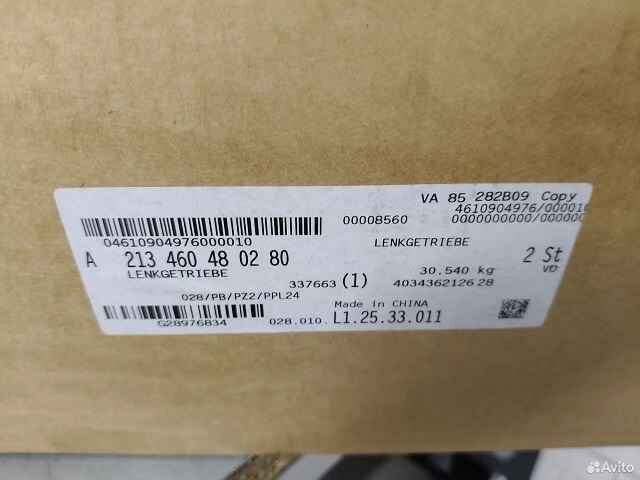 VA 85 282B09 Copy
4610904976/000010
00008560 0000000000/000000
04610904976000010
LENKGETRIEBE
A 213 460 48 02 80
2 St
VD
LENKGETRIEBE
30.540 kg
337663 (1)
4034362126 28
028/PB/PZ2/PPL24
Made in CHINA
G28976834
028.010. L1.25.33.011
Avito